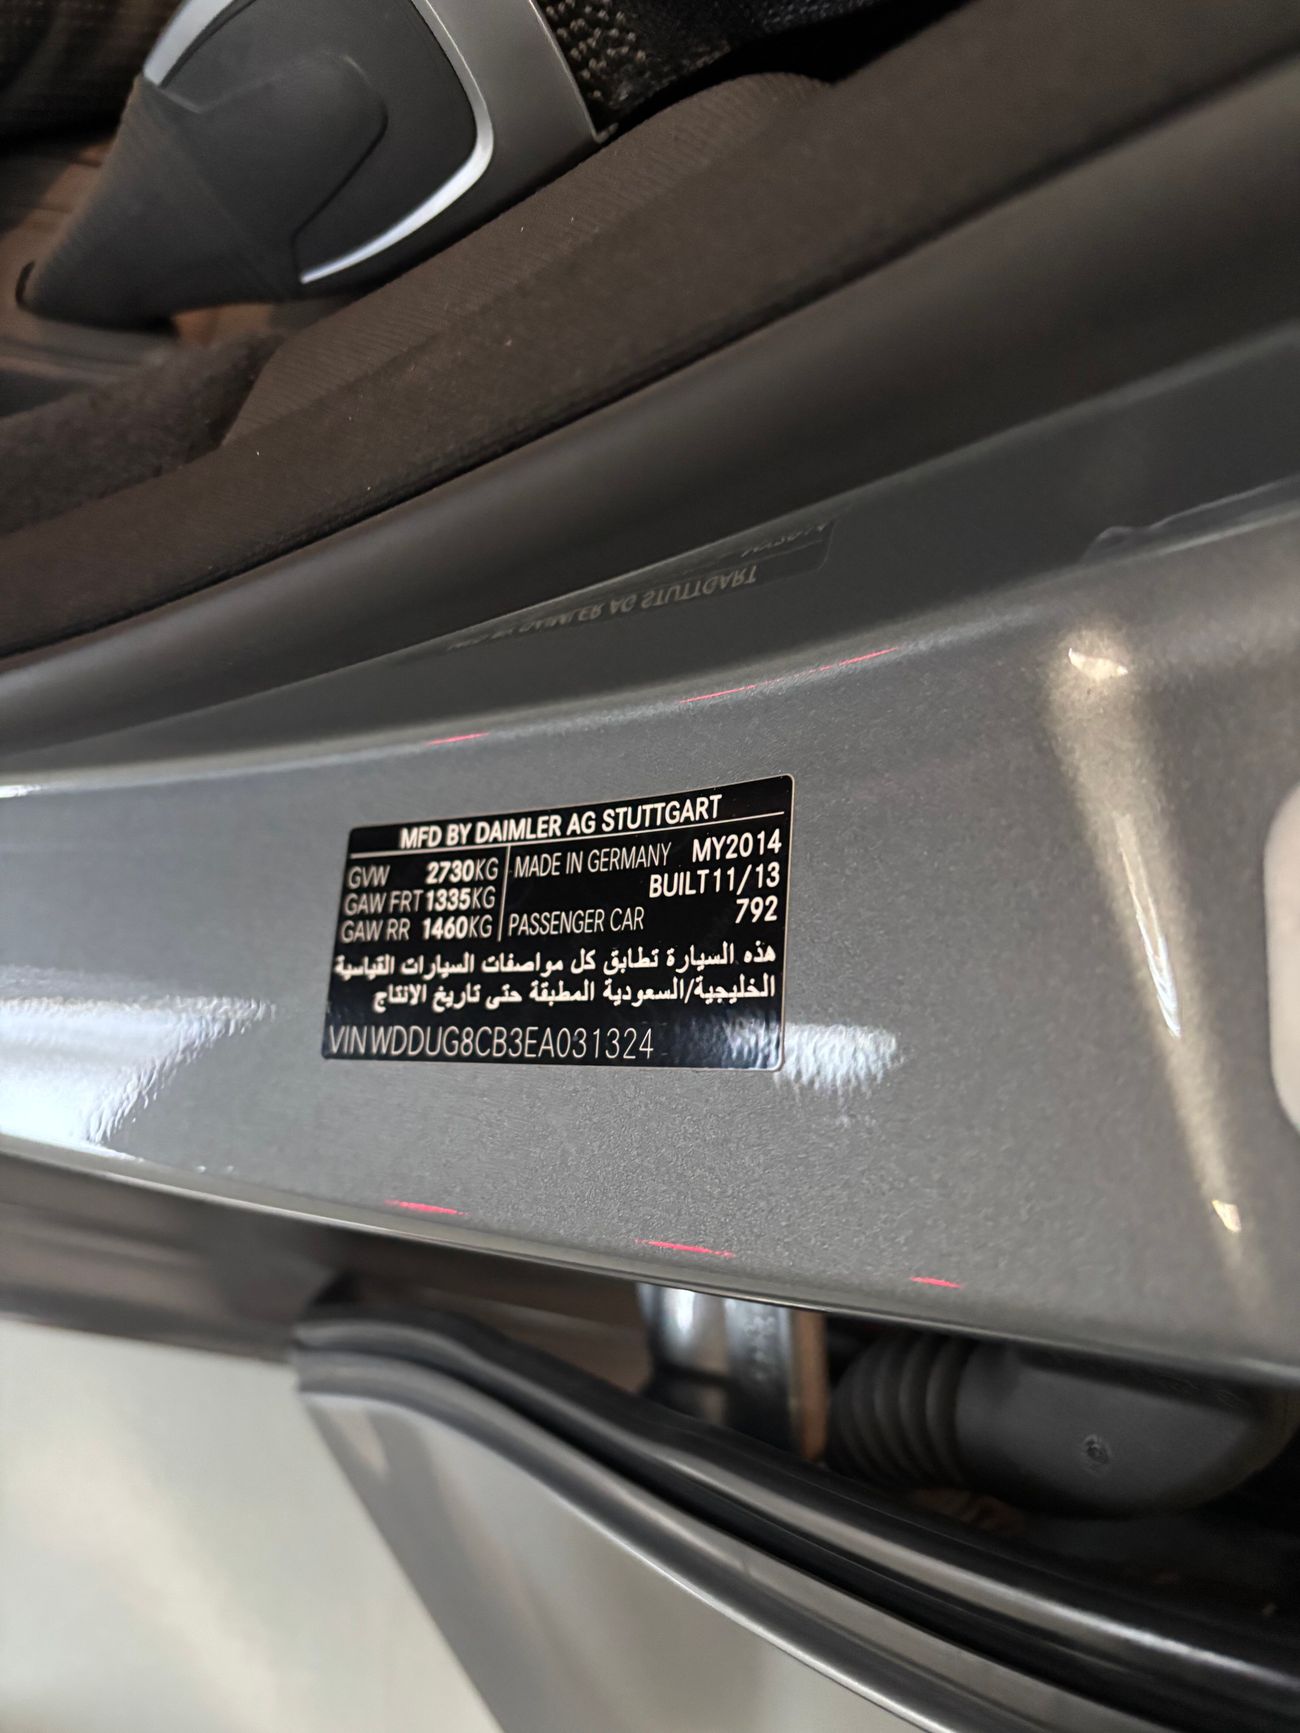 MFD BY DAIMLER AG STUTTGART
GVW 2730KG MADE IN GERMANY MY2014
GAW FRT 1335KG BUILT 11/13
GAW RR 1460KG PASSENGER CAR 792
هذه السيارة تطابق كل مواصفات السيارات القياسية
الخليجية/السعودية المطبقة حتى تاريخ الانتاج
VIN WDDUG8CB3EA031324